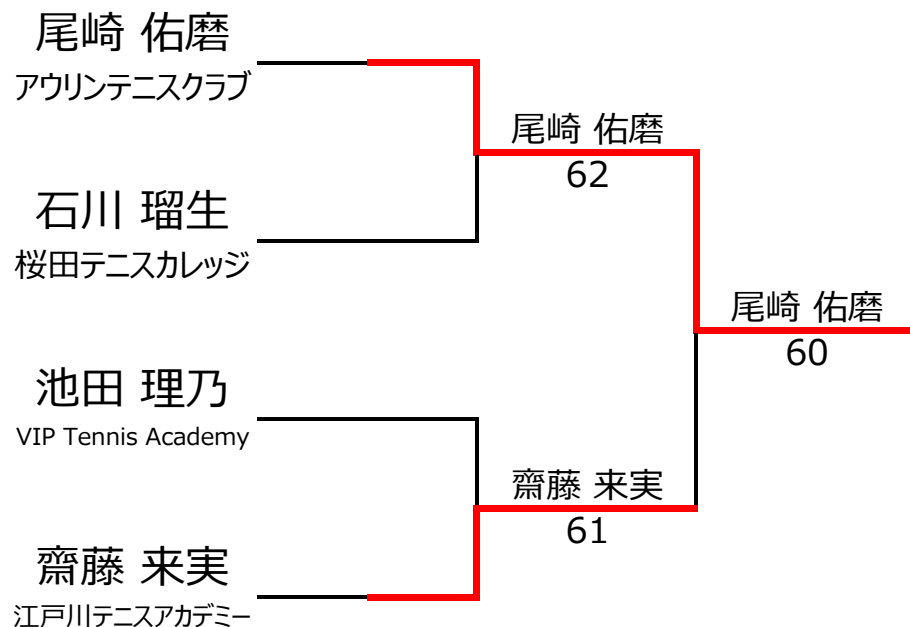 尾崎 佑磨
アウリンテニスクラブ
尾崎 佑磨
62
石川 瑠生
桜田テニスカレッジ
尾崎 佑磨
60
池田 理乃
VIP Tennis Academy
齋藤 来実
61
齋藤 来実
江戸川テニスアカデミー